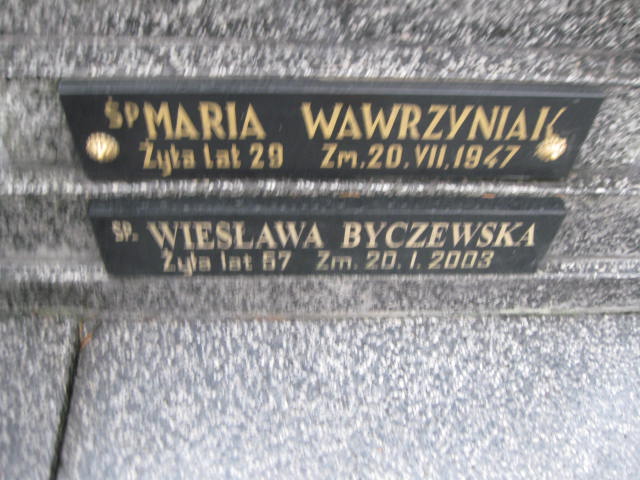 ŚP MARIA WAWRZYNIAK
Żyła lat 29 Zm. 20. VII. 1947
ŚP. WIESŁAWA BYCZEWSKA
Żyła lat 67 Zm. 20. I. 2003